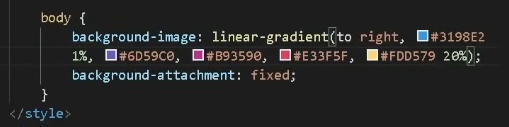 body {
background-image: linear-gradient(to right, #3198E2
1%, #6D59C0, #B93590, #E33F5F, #FDD579 20%);
background-attachment: fixed;
}
</style>